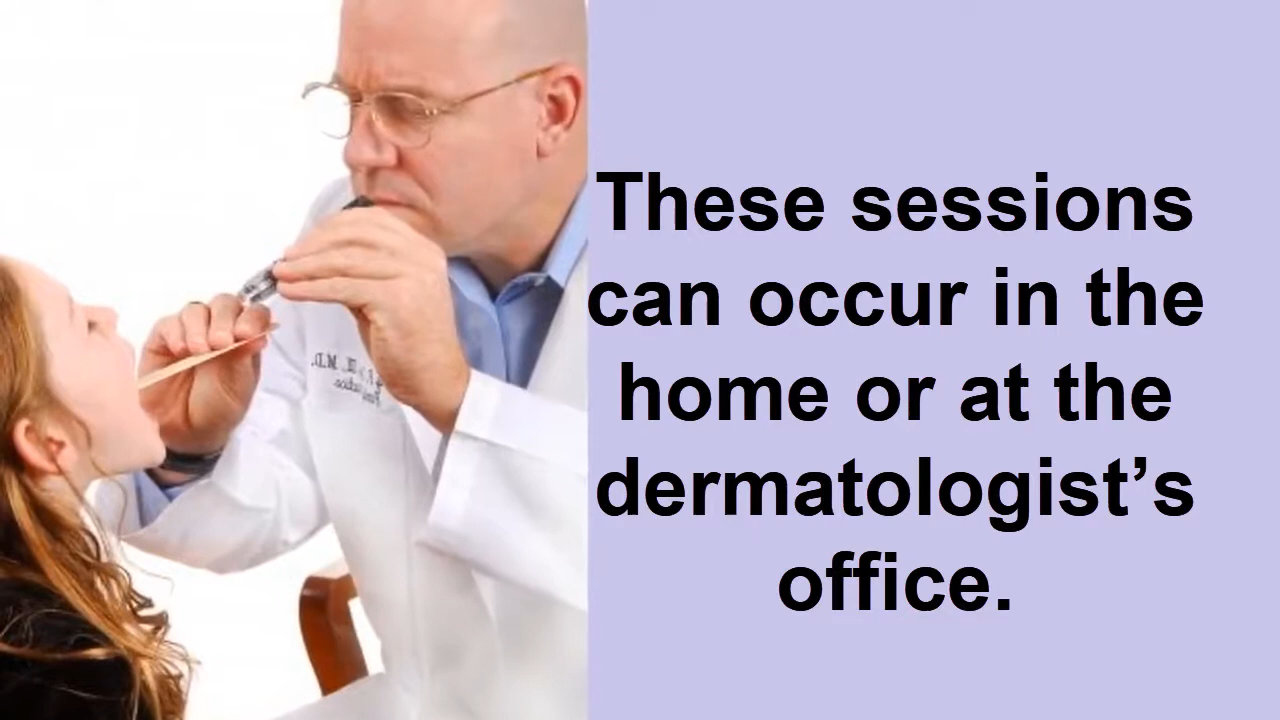 These sessions
can occur in the
home or at the
dermatologist’s
office.